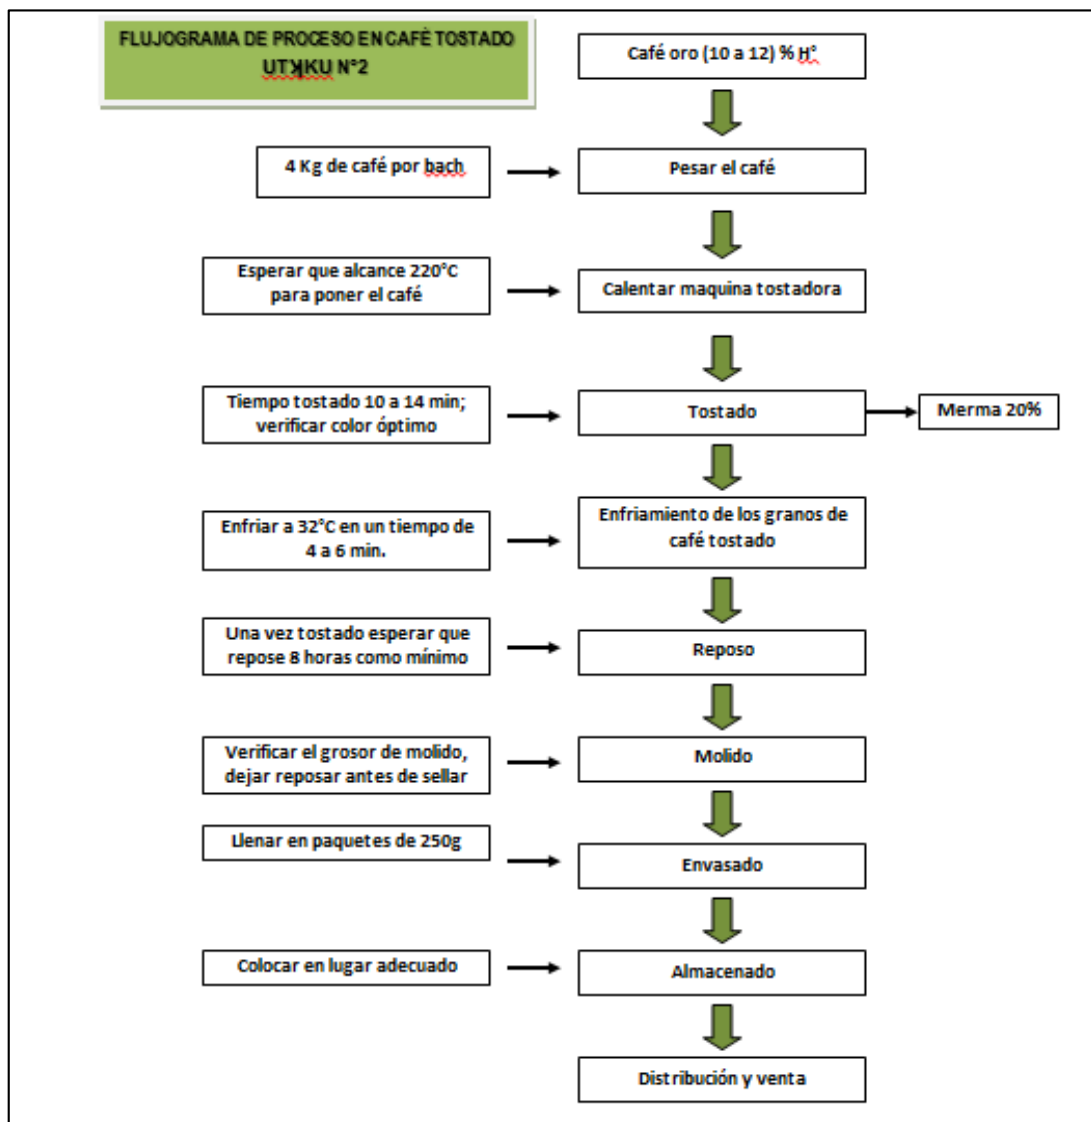 FLUJOGRAMA DE PROCESO EN CAFÉ TOSTADO
N°2
Café oro (10 a 12) % H°
4 Kg de café por bach
Pesar el café
Esperar que alcance 220°C
para poner el café
Calentar maquina tostadora
Tiempo tostado 10 a 14 min;
verificar color óptimo
Tostado
Merma 20%
Enfriar a 32°C en un tiempo de
4 a 6 min.
Enfriamiento de los granos de
café tostado
Una vez tostado esperar que
repose 8 horas como mínimo
Reposo
Verificar el grosor de molido,
dejar reposar antes de sellar
Molido
Llenar en paquetes de 250g
Envasado
Colocar en lugar adecuado
Almacenado
Distribución y venta